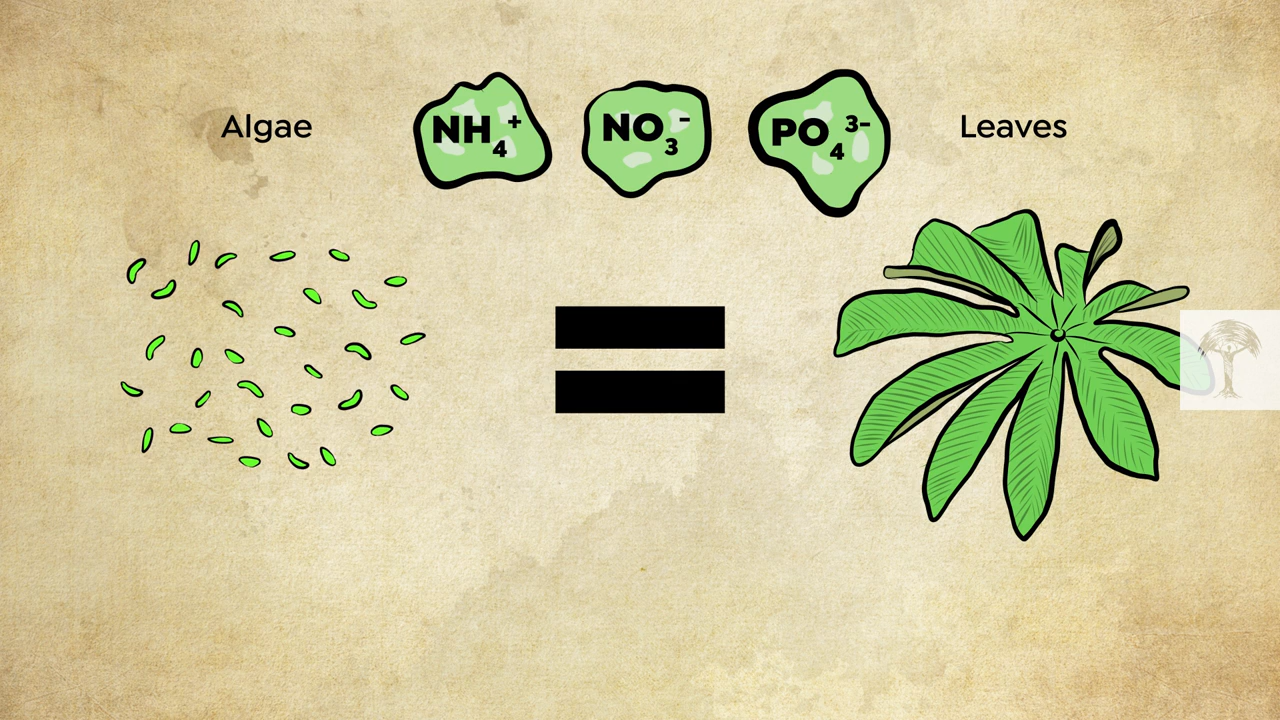 Algae
NH₄⁺
NO₃⁻
PO₄³⁻
Leaves